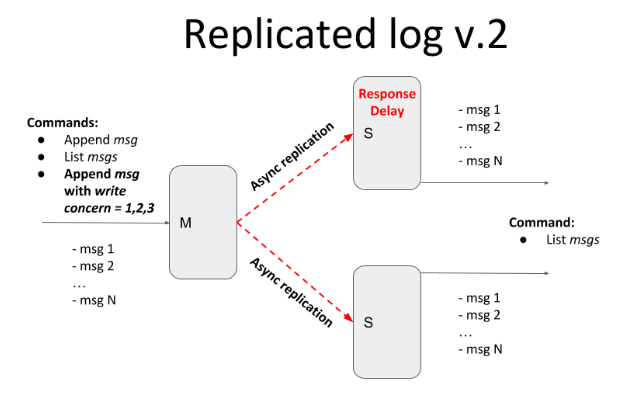 Replicated log v.2
Commands:
● Append msg
● List msgs
● Append msg
with write
concern = 1,2,3
- msg 1
- msg 2
...
- msg N
M
Async replication
Async replication
Response
Delay
S
- msg 1
- msg 2
...
- msg N
Command:
● List msgs
S
- msg 1
- msg 2
...
- msg N